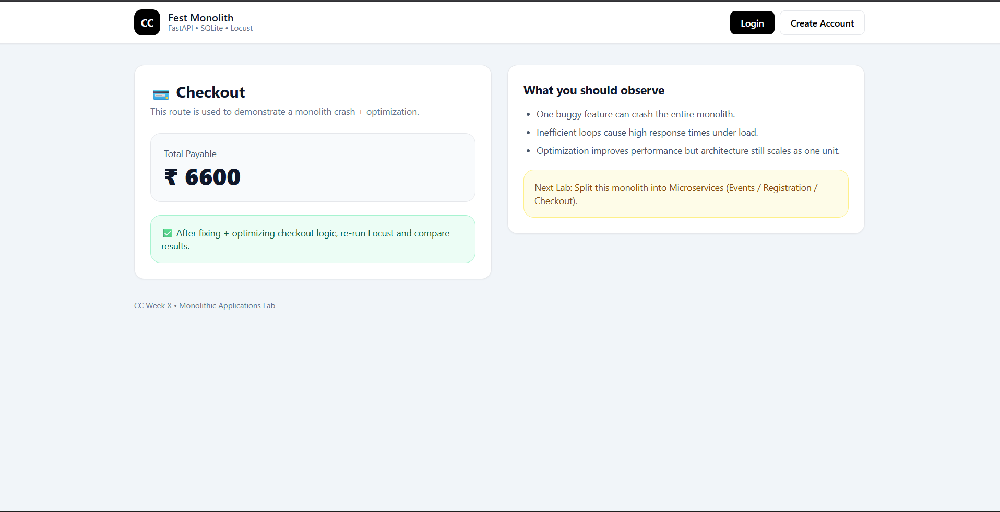 CC
Fest Monolith
FastAPI • SQLite • Locust
Login
Create Account
Checkout
This route is used to demonstrate a monolith crash + optimization.
Total Payable
₹ 6600
After fixing + optimizing checkout logic, re-run Locust and compare
results.
What you should observe
• One buggy feature can crash the entire monolith.
• Inefficient loops cause high response times under load.
• Optimization improves performance but architecture still scales as one unit.
Next Lab: Split this monolith into Microservices (Events / Registration /
Checkout).
CC Week X • Monolithic Applications Lab